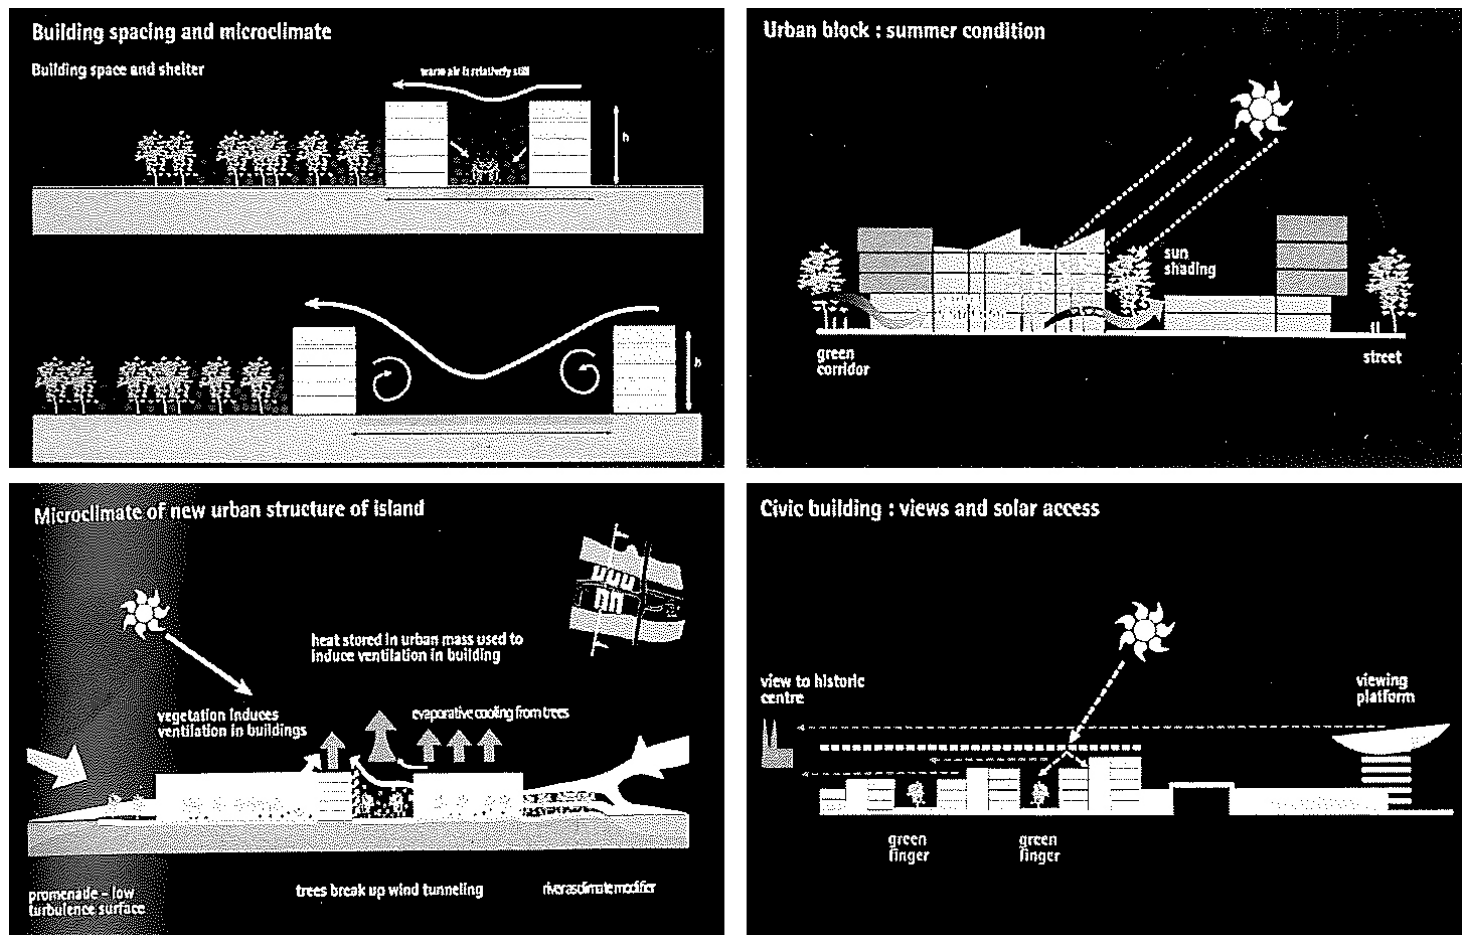 Building spacing and microclimate
Building space and shelter
warm air is relatively still
h
h
Urban block : summer condition
sun
shading
green
corridor
street
Microclimate of new urban structure of island
heat stored in urban mass used to
induce ventilation in building
vegetation induces
ventilation in buildings
evaporative cooling from trees
promenade – low
turbulence surface
trees break up wind tunneling
river as climate modifier
Civic building : views and solar access
view to historic
centre
viewing
platform
green
finger
green
finger